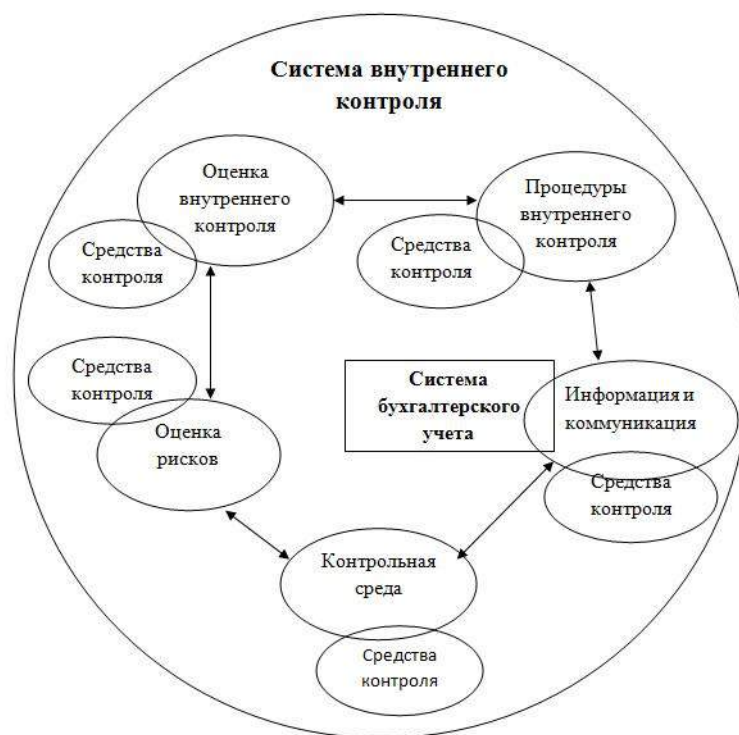 Система внутреннего
контроля
Оценка
внутреннего
контроля
Процедуры
внутреннего
контроля
Средства
контроля
Средства
контроля
Средства
контроля
Система
бухгалтерского
учета
Информация и
коммуникация
Оценка
рисков
Средства
контроля
Контрольная
среда
Средства
контроля